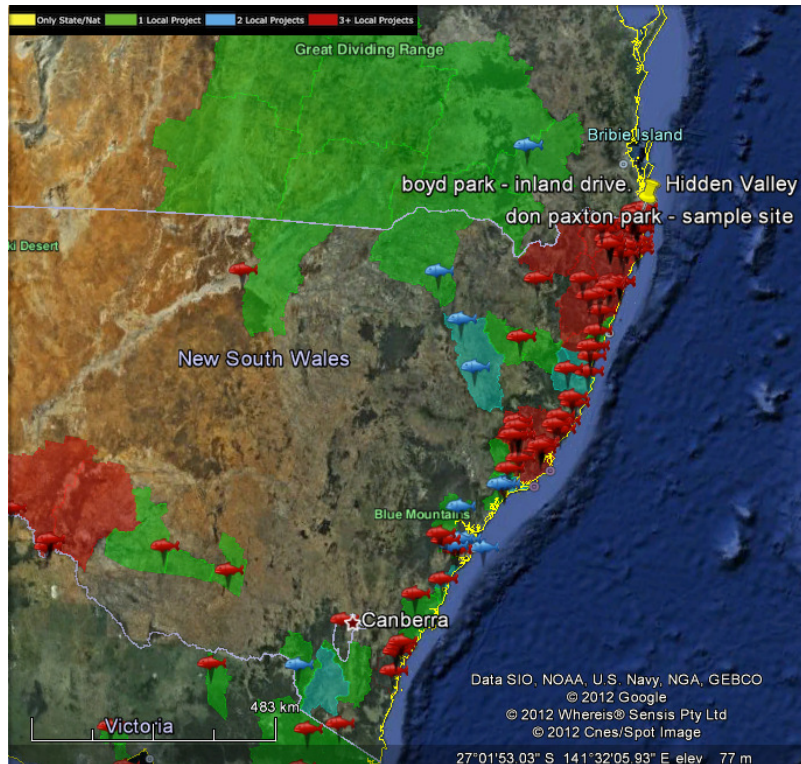 Only State/Nat 1 Local Project 2 Local Projects 3+ Local Projects
Great Dividing Range
Bribie Island
boyd park - inland drive. Hidden Valley
don paxton park - sample site
ki Desert
New South Wales
Blue Mountains
Canberra
Data SIO, NOAA, U.S. Navy, NGA, GEBCO
© 2012 Google
© 2012 Whereis® Sensis Pty Ltd
© 2012 Cnes/Spot Image
483 km
Victoria
27°01'53.03" S 141°32'05.93" E elev 77 m